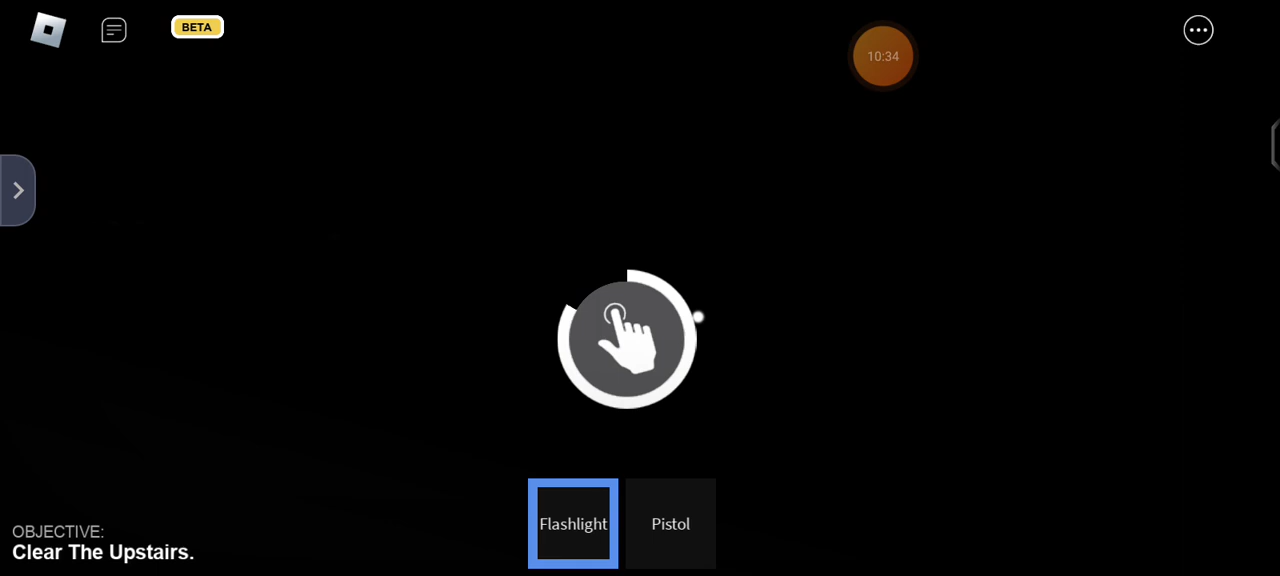 BETA
10:34
Flashlight
Pistol
OBJECTIVE:
Clear The Upstairs.